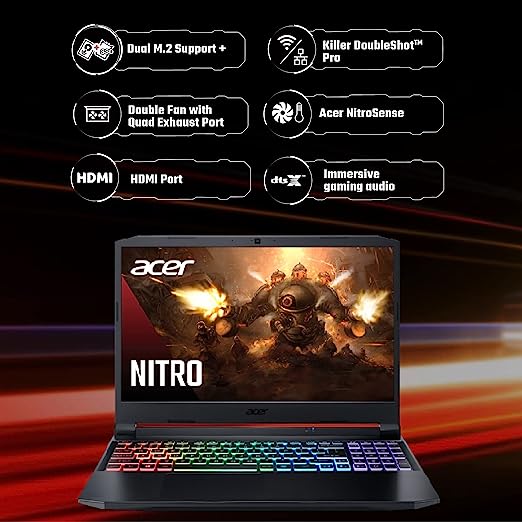 Dual M.2 Support +
Killer DoubleShot™
Pro
Double Fan with
Quad Exhaust Port
Acer NitroSense
HDMI
HDMI Port
dts X
Immersive
gaming audio
acer
NITRO
acer